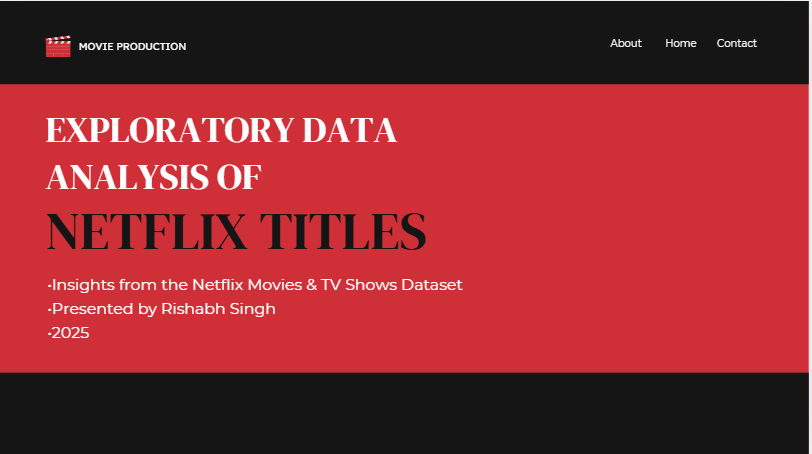 MOVIE PRODUCTION
About Home Contact
EXPLORATORY DATA
ANALYSIS OF
NETFLIX TITLES
•Insights from the Netflix Movies & TV Shows Dataset
•Presented by Rishabh Singh
•2025